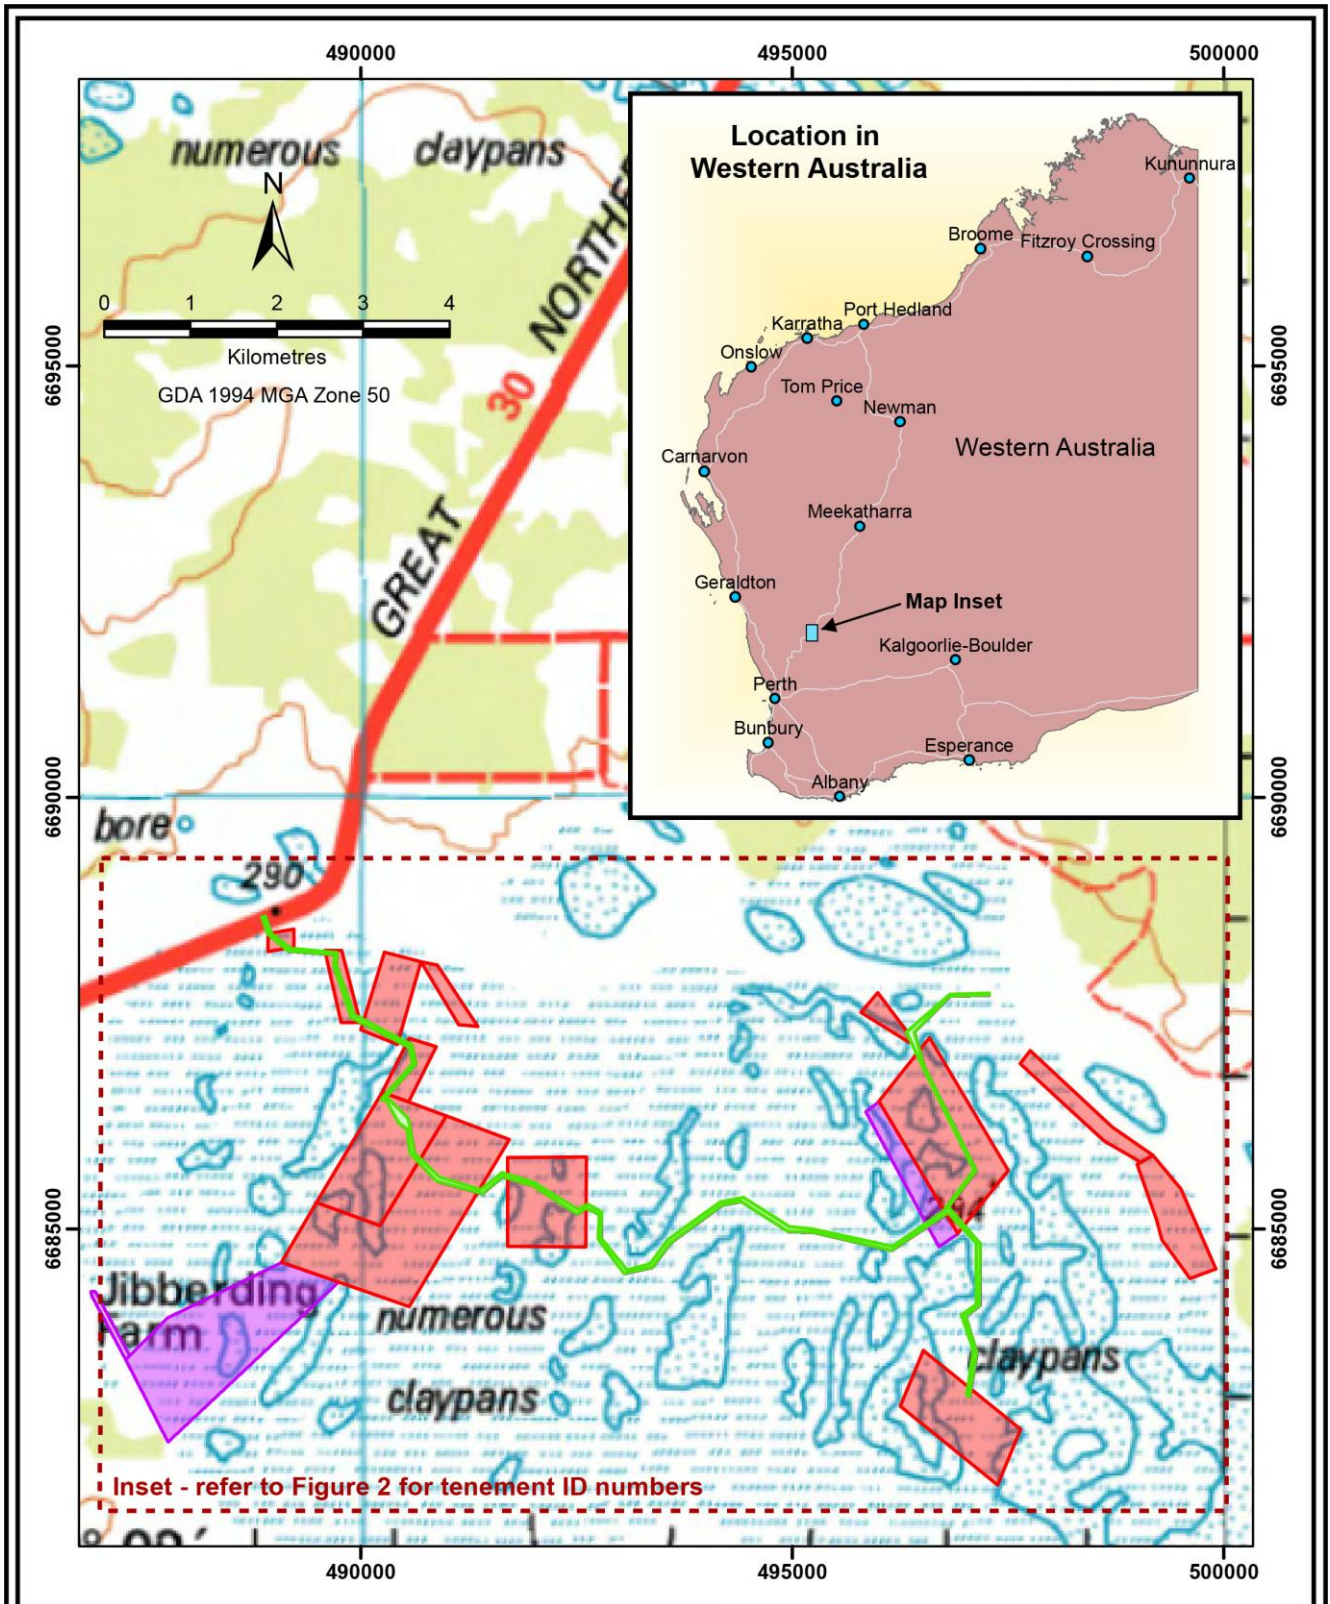 490000
495000
500000
numerous claypans
N
0 1 2 3 4
Kilometres
GDA 1994 MGA Zone 50
6695000
6690000
6685000
GREAT
30
Location in
Western Australia
Kununnura
Broome
Fitzroy Crossing
Port Hedland
Karratha
Onslow
Tom Price
Newman
Western Australia
Carnarvon
Meekatharra
Geraldton
Map Inset
Kalgoorlie-Boulder
Perth
Bunbury
Esperance
Albany
6695000
6690000
6685000
bore
290
Jibberding
Farm
numerous
claypans
claypans
Inset - refer to Figure 2 for tenement ID numbers
490000
495000
500000